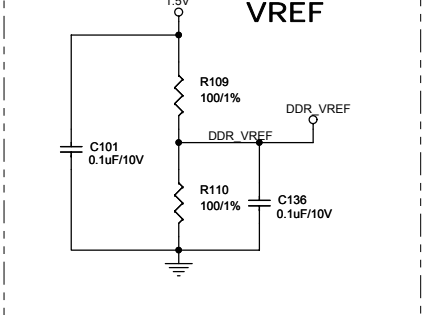 1.5V
VREF
R109
100/1%
DDR_VREF
DDR_VREF
C101
0.1uF/10V
R110
100/1%
C136
0.1uF/10V